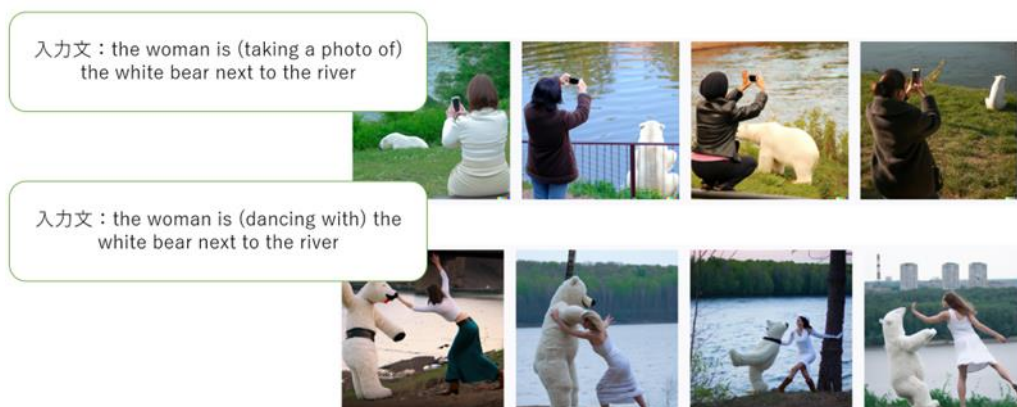 入力文：the woman is (taking a photo of)
the white bear next to the river
入力文：the woman is (dancing with) the
white bear next to the river